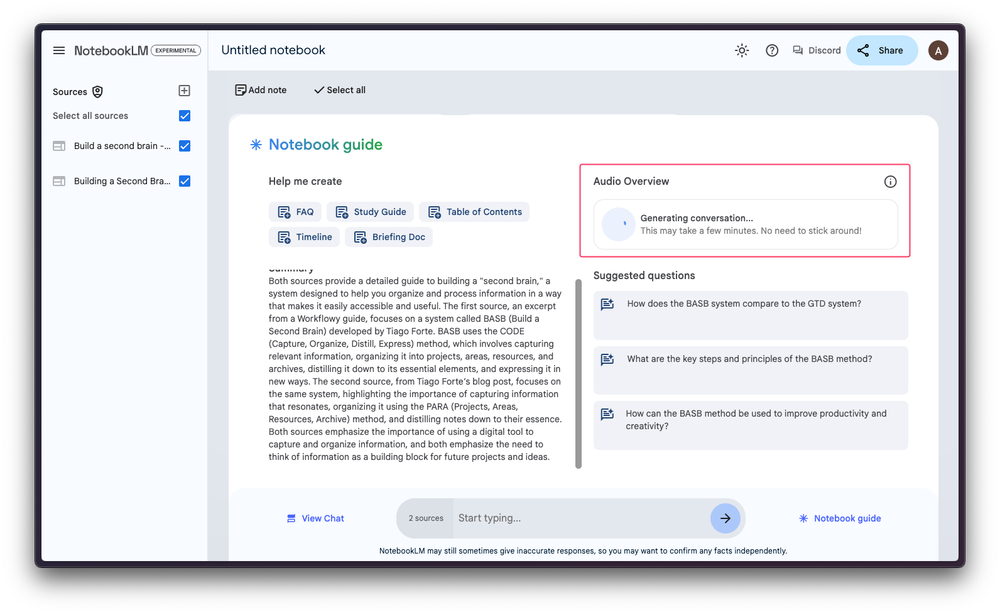 NotebookLM EXPERIMENTAL
Untitled notebook
Discord
Share
A
Sources
Select all sources
Build a second brain -...
Building a Second Bra...
Add note
Select all
Notebook guide
Help me create
FAQ
Study Guide
Table of Contents
Timeline
Briefing Doc
Summary
Both sources provide a detailed guide to building a "second brain," a
system designed to help you organize and process information in a way
that makes it easily accessible and useful. The first source, an excerpt
from a Workflowy guide, focuses on a system called BASB (Build a
Second Brain) developed by Tiago Forte. BASB uses the CODE
(Capture, Organize, Distill, Express) method, which involves capturing
relevant information, organizing it into projects, areas, resources, and
archives, distilling it down to its essential elements, and expressing it in
new ways. The second source, from Tiago Forte's blog post, focuses on
the same system, highlighting the importance of capturing information
that resonates, organizing it using the PARA (Projects, Areas,
Resources, Archive) method, and distilling notes down to their essence.
Both sources emphasize the importance of using a digital tool to
capture and organize information, and both emphasize the need to
think of information as a building block for future projects and ideas.
Audio Overview
Generating conversation...
This may take a few minutes. No need to stick around!
Suggested questions
How does the BASB system compare to the GTD system?
What are the key steps and principles of the BASB method?
How can the BASB method be used to improve productivity and
creativity?
View Chat
2 sources
Start typing...
Notebook guide
NotebookLM may still sometimes give inaccurate responses, so you may want to confirm any facts independently.